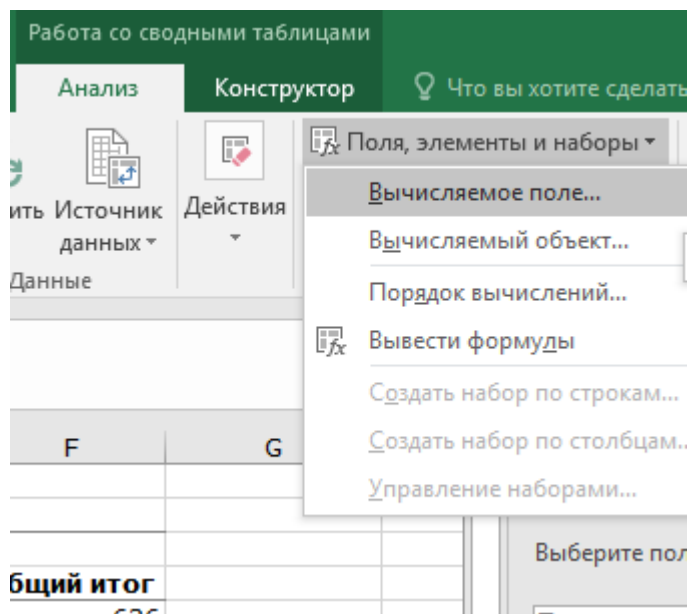 Работа со сводными таблицами
Анализ
Конструктор
Что вы хотите сделать
Поля, элементы и наборы
Вычисляемое поле...
ить Источник
данных
Действия
Вычисляемый объект...
Данные
Порядок вычислений...
Вывести формулы
Создать набор по строкам...
F
G
Создать набор по столбцам..
Управление наборами...
Выберите пол
бщий итог